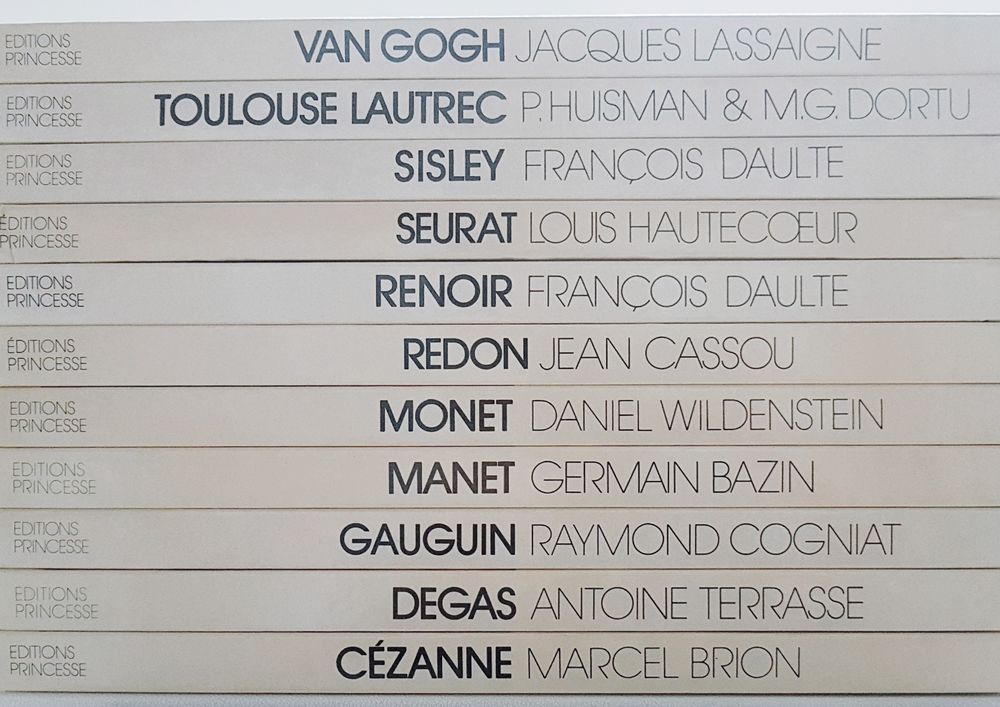 EDITIONS
PRINCESSE
VAN GOGH JACQUES LASSAIGNE
EDITIONS
PRINCESSE
TOULOUSE LAUTREC P. HUISMAN & M.G. DORTU
EDITIONS
PRINCESSE
SISLEY FRANÇOIS DAULTE
ÉDITIONS
PRINCESSE
SEURAT LOUIS HAUTECŒUR
EDITIONS
PRINCESSE
RENOIR FRANÇOIS DAULTE
ÉDITIONS
PRINCESSE
REDON JEAN CASSOU
EDITIONS
PRINCESSE
MONET DANIEL WILDENSTEIN
EDITIONS
PRINCESSE
MANET GERMAIN BAZIN
EDITIONS
PRINCESSE
GAUGUIN RAYMOND COGNIAT
EDITIONS
PRINCESSE
DEGAS ANTOINE TERRASSE
EDITIONS
PRINCESSE
CÉZANNE MARCEL BRION